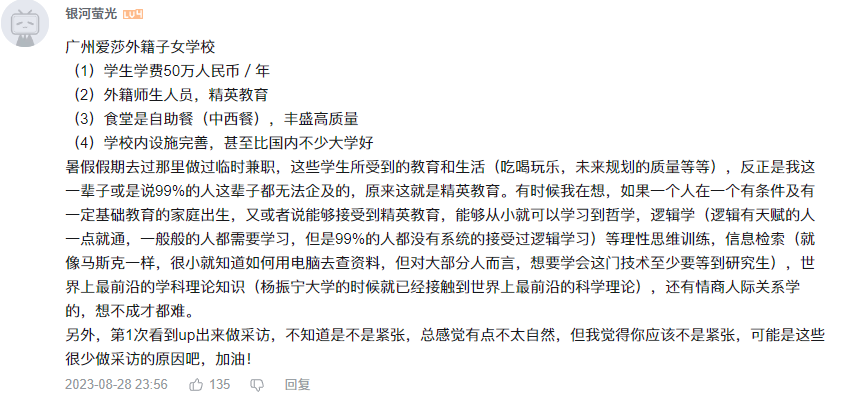 银河萤光 LV4
广州爱莎外籍子女学校
（1）学生学费50万人民币／年
（2）外籍师生人员，精英教育
（3）食堂是自助餐（中西餐），丰盛高质量
（4）学校内设施完善，甚至比国内不少大学好
暑假假期去过那里做过临时兼职，这些学生所受到的教育和生活（吃喝玩乐，未来规划的质量等等），反正是我这
一辈子或是说99%的人这辈子都无法企及的，原来这就是精英教育。有时候我在想，如果一个人在一个有条件及有
一定基础教育的家庭出生，又或者说能够接受到精英教育，能够从小就可以学习到哲学，逻辑学（逻辑有天赋的人
一点就通，一般般的人都需要学习，但是99%的人都没有系统的接受过逻辑学习）等理性思维训练，信息检索（就
像马斯克一样，很小就知道如何用电脑去查资料，但对大部分人而言，想要学会这门技术至少要等到研究生），世
界上最前沿的学科理论知识（杨振宁大学的时候就已经接触到世界上最前沿的科学理论），还有情商人际关系学
的，想不成才都难。
另外，第1次看到up出来做采访，不知道是不是紧张，总感觉有点不太自然，但我觉得你应该不是紧张，可能是这些
很少做采访的原因吧，加油！
2023-08-28 23:56 135 回复